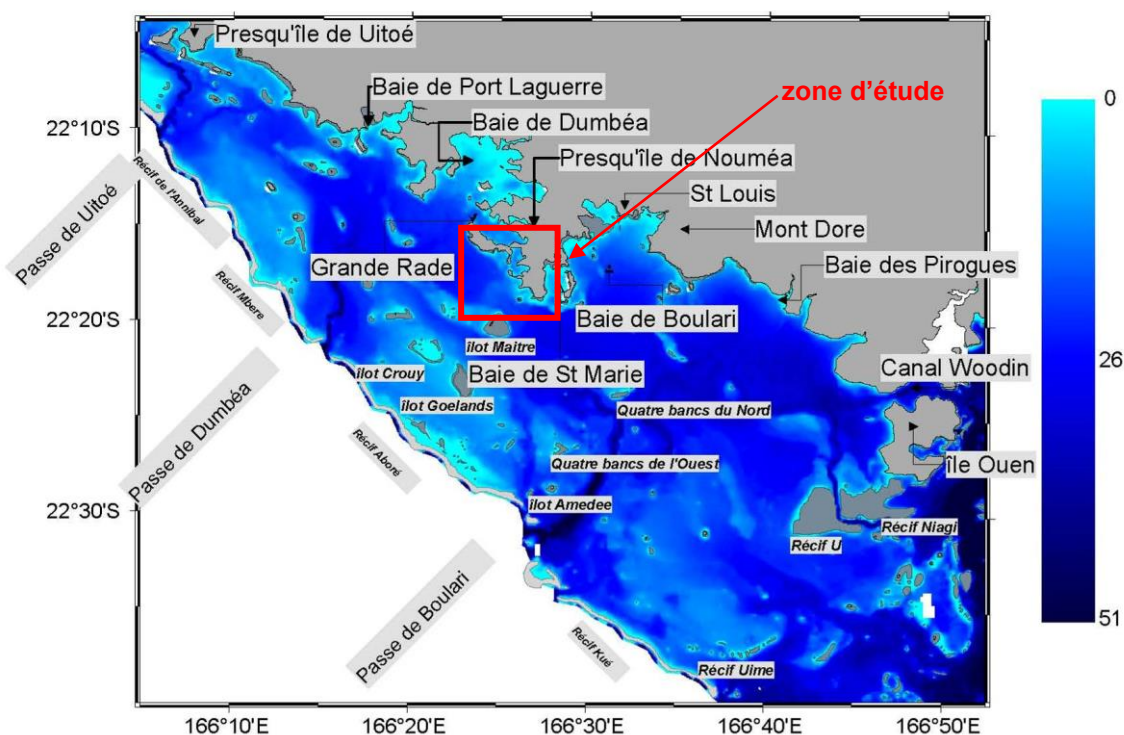 Presqu'île de Uitoé
Baie de Port Laguerre
zone d'étude
0
22°10'S
Baie de Dumbéa
Presqu'île de Nouméa
Récif de l'Annibal
St Louis
Passe de Uitoé
Mont Dore
Grande Rade
Baie des Pirogues
Récif Mbere
Baie de Boulari
22°20'S
îlot Maitre
26
îlot Crouy
Baie de St Marie
Canal Woodin
îlot Goelands
Quatre bancs du Nord
Passe de Dumbéa
Récif Aboré
Quatre bancs de l'Ouest
île Ouen
îlot Amedee
22°30'S
Récif Niagi
Récif U
Passe de Boulari
51
Récif Kué
Récif Uime
166°10'E
166°20'E
166°30'E
166°40'E
166°50'E